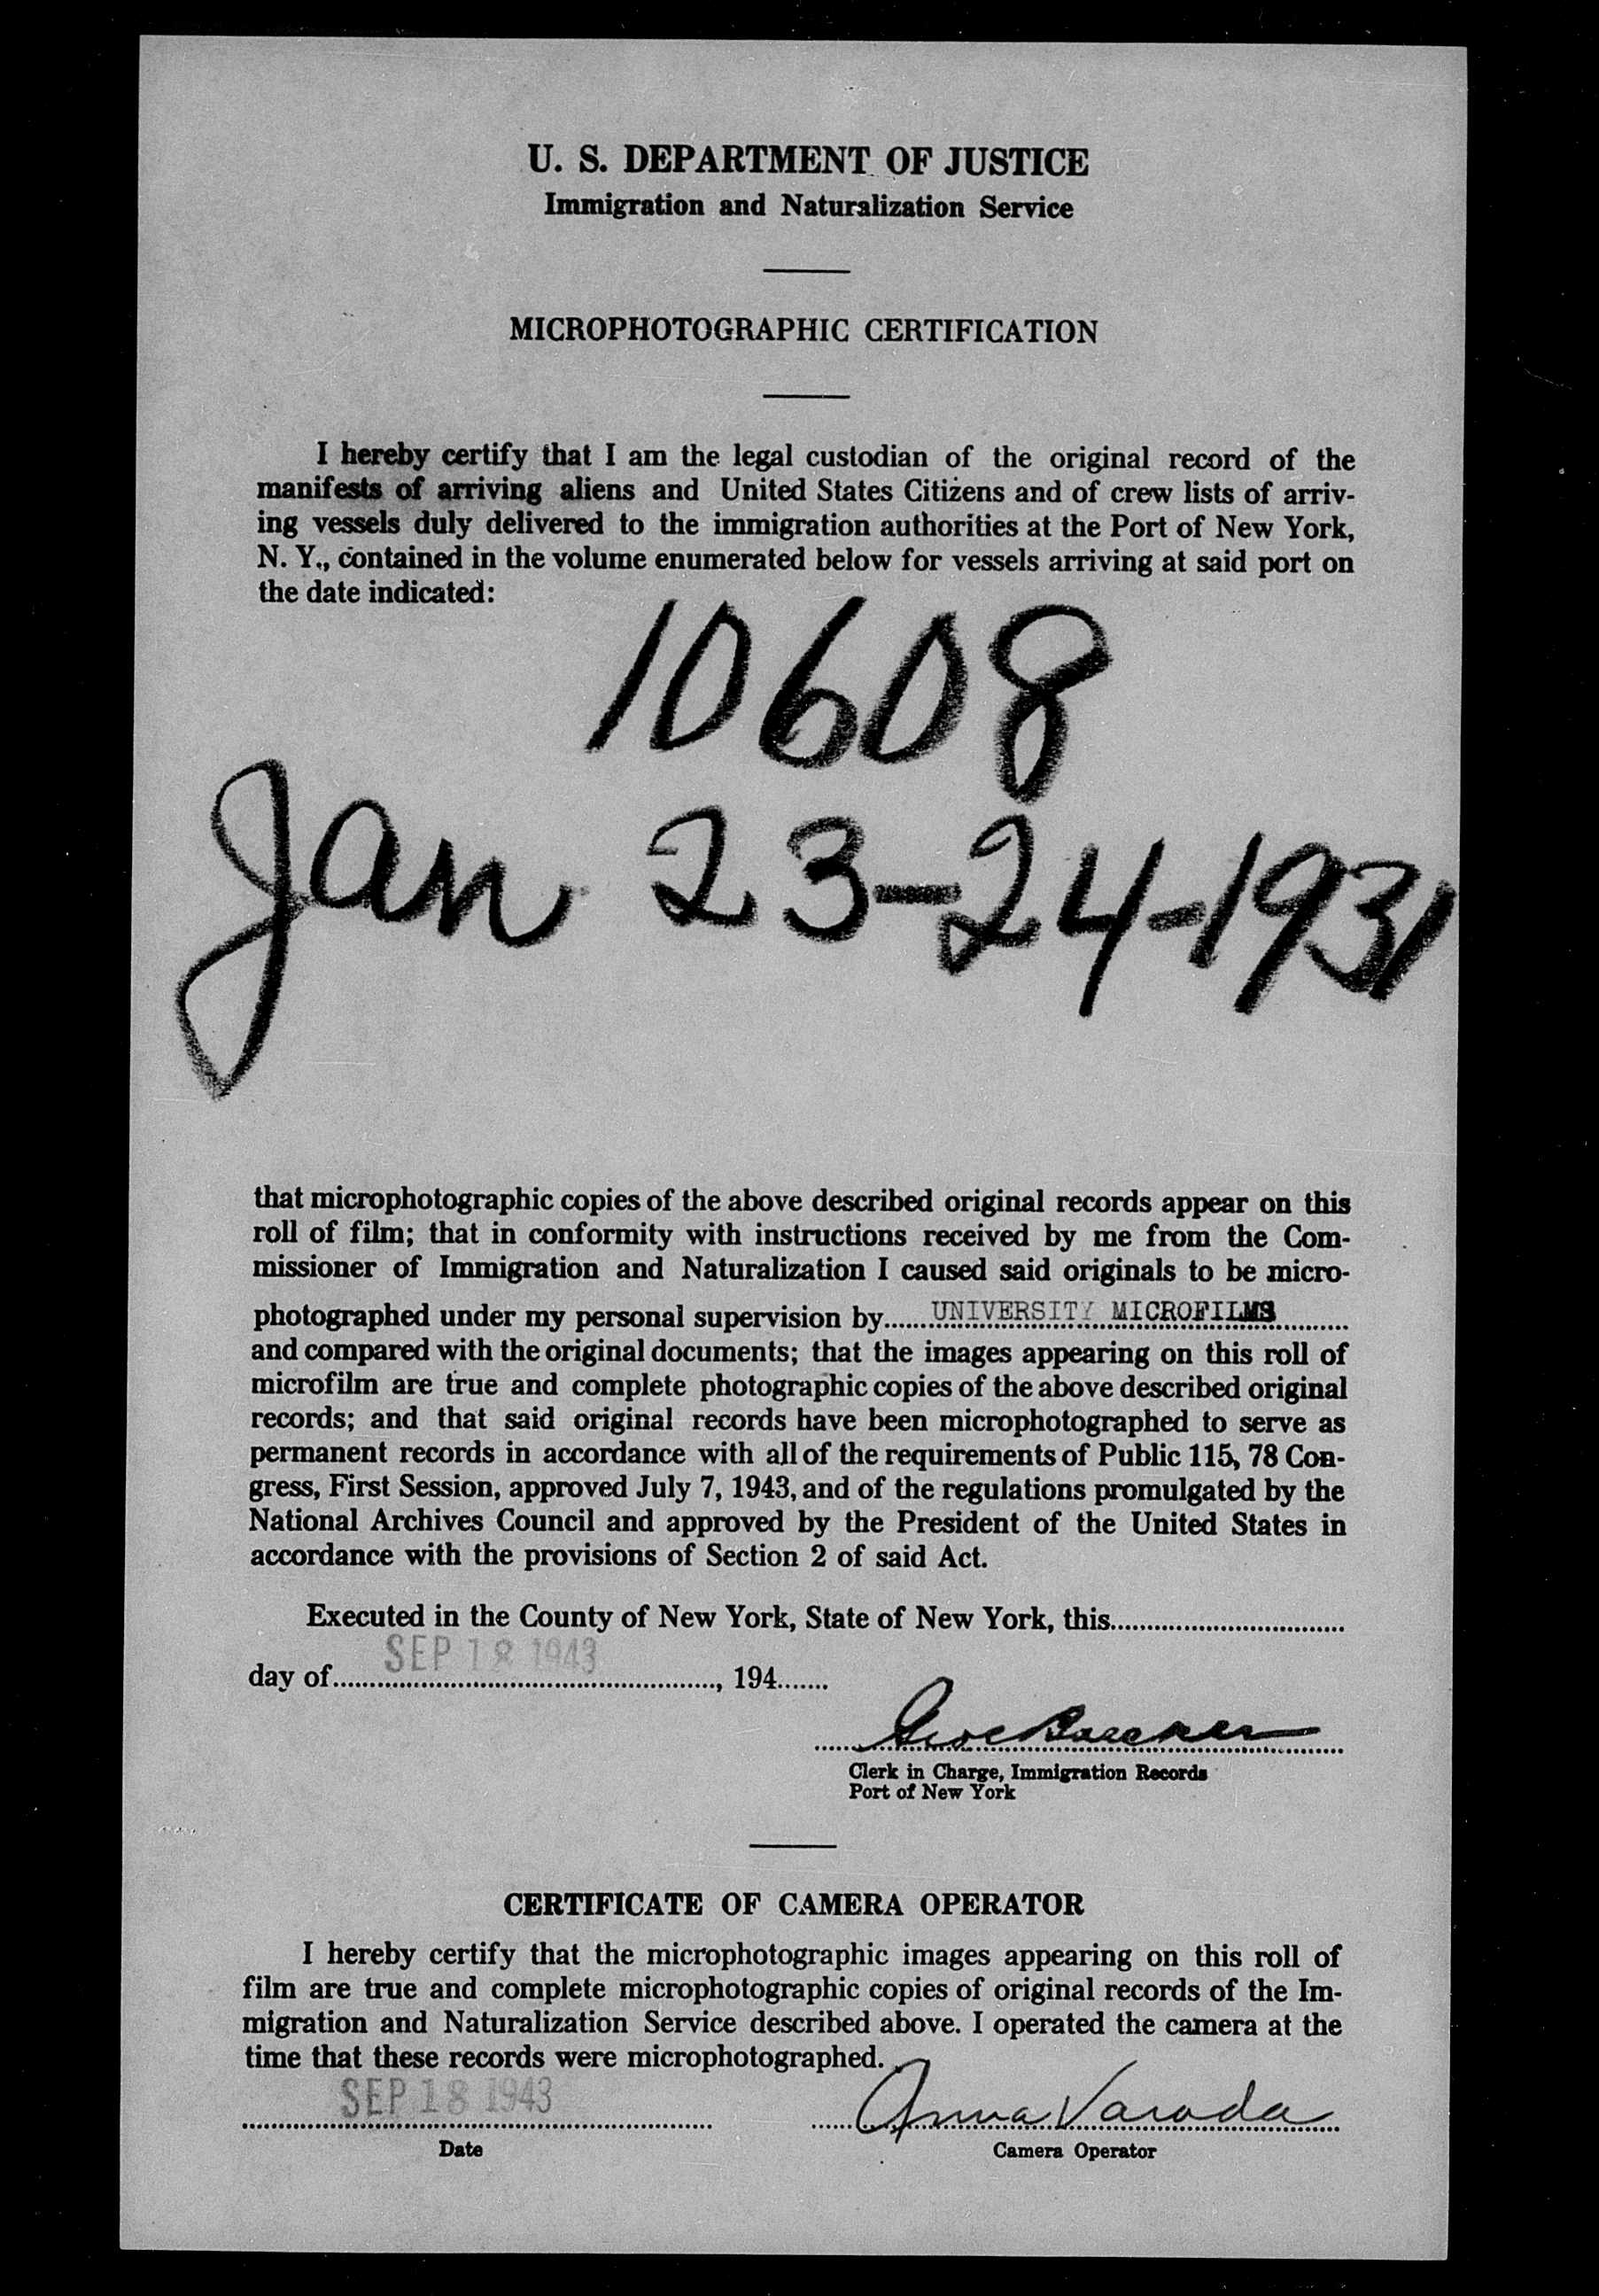 U. S. DEPARTMENT OF JUSTICE
Immigration and Naturalization Service
MICROPHOTOGRAPHIC CERTIFICATION
I hereby certify that I am the legal custodian of the original record of the
manifests of arriving aliens and United States Citizens and of crew lists of arriv-
ing vessels duly delivered to the immigration authorities at the Port of New York,
N. Y., contained in the volume enumerated below for vessels arriving at said port on
the date indicated:
10608
Jan 23-24-1931
that microphotographic copies of the above described original records appear on this
roll of film; that in conformity with instructions received by me from the Com-
missioner of Immigration and Naturalization I caused said originals to be micro-
photographed under my personal supervision by UNIVERSITY MICROFILMS
and compared with the original documents; that the images appearing on this roll of
microfilm are true and complete photographic copies of the above described original
records; and that said original records have been microphotographed to serve as
permanent records in accordance with all of the requirements of Public 115, 78 Con-
gress, First Session, approved July 7, 1943, and of the regulations promulgated by the
National Archives Council and approved by the President of the United States in
accordance with the provisions of Section 2 of said Act.
Executed in the County of New York, State of New York, this
SEP 18 1943
day of, 194
Clerk in Charge, Immigration Records
Port of New York
CERTIFICATE OF CAMERA OPERATOR
I hereby certify that the microphotographic images appearing on this roll of
film are true and complete microphotographic copies of original records of the Im-
migration and Naturalization Service described above. I operated the camera at the
time that these records were microphotographed.
SEP 18 1943 Anna Varoda
Date Camera Operator